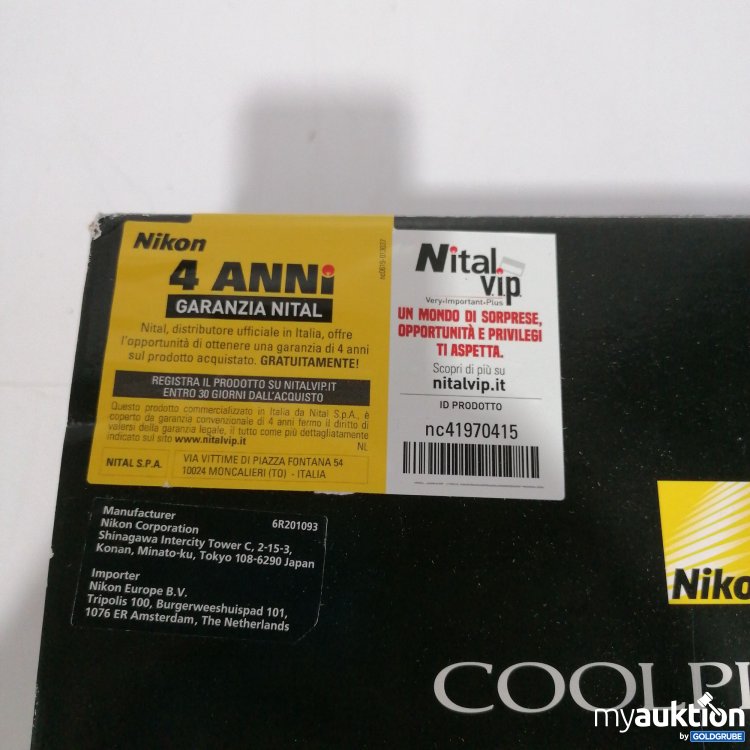 Nikon
4 ANNi
GARANZIA NITAL
Nital, distributore ufficiale in Italia, offre
l'opportunità di ottenere una garanzia di 4 anni
sul prodotto acquistato. GRATUITAMENTE!
REGISTRA IL PRODOTTO SU NITALVIP.IT
ENTRO 30 GIORNI DALL'ACQUISTO
Questo prodotto commercializzato in Italia da Nital S.p.A., è
coperto da garanzia convenzionale di 4 anni fermo il diritto di
valersi della garanzia legale, il tutto come più dettagliatamente
indicato sul sito www.nitalvip.it
NL
NITAL S.P.A.
VIA VITTIME DI PIAZZA FONTANA 54
10024 MONCALIERI (TO) - ITALIA
Nital
vip
Very-Important-Plus
UN MONDO DI SORPRESE,
OPPORTUNITÀ E PRIVILEGI
TI ASPETTA.
Scopri di più su
nitalvip.it
ID PRODOTTO
nc41970415
Manufacturer
6R201093
Nikon Corporation
Shinagawa Intercity Tower C, 2-15-3,
Konan, Minato-ku, Tokyo 108-6290 Japan
Importer
Nikon Europe B.V.
Tripolis 100, Burgerweeshuispad 101,
1076 ER Amsterdam, The Netherlands
Niko
COOLPI
myauktion
by GOLDGRUBE